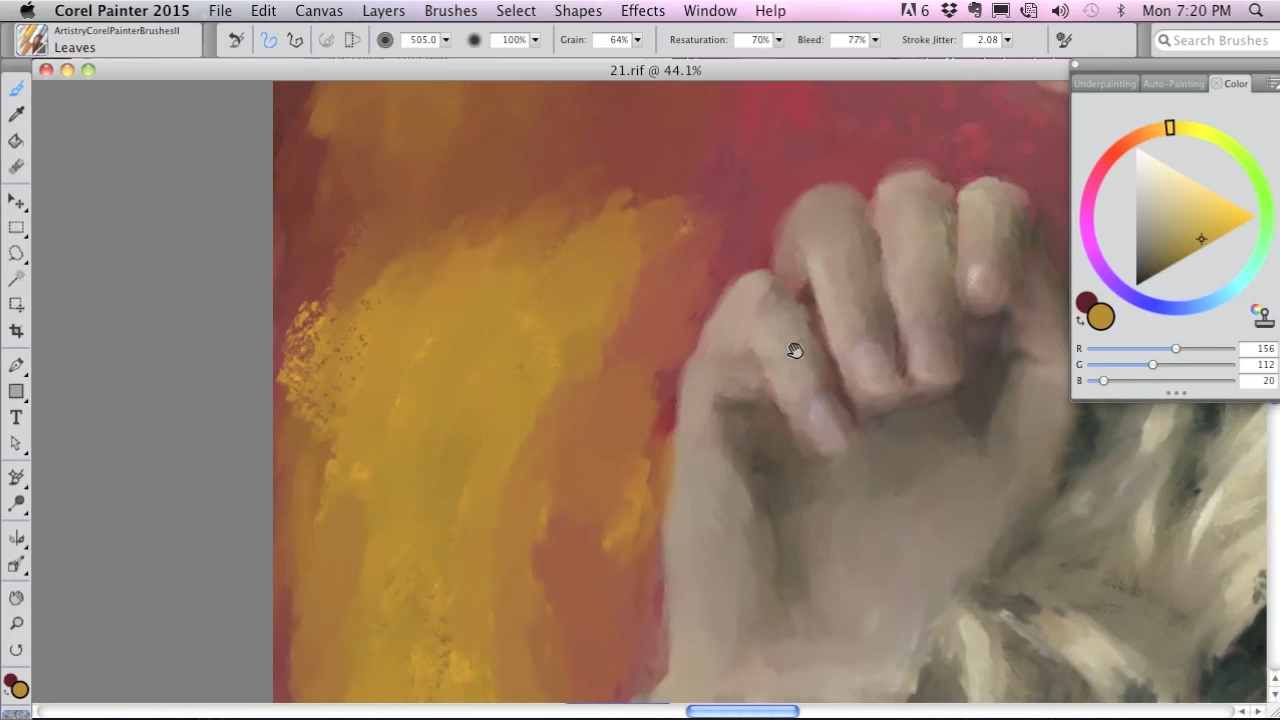 Corel Painter 2015 File Edit Canvas Layers Brushes Select Shapes Effects Window Help 6 Mon 7:20 PM
ArtistryCorelPainterBrushesII
Leaves
505.0 100% Grain: 64% Resaturation: 70% Bleed: 77% Stroke Jitter: 2.08 Search Brushes
21.rif @ 44.1%
Underpainting Auto-Painting Color
R 156
G 112
B 20
T